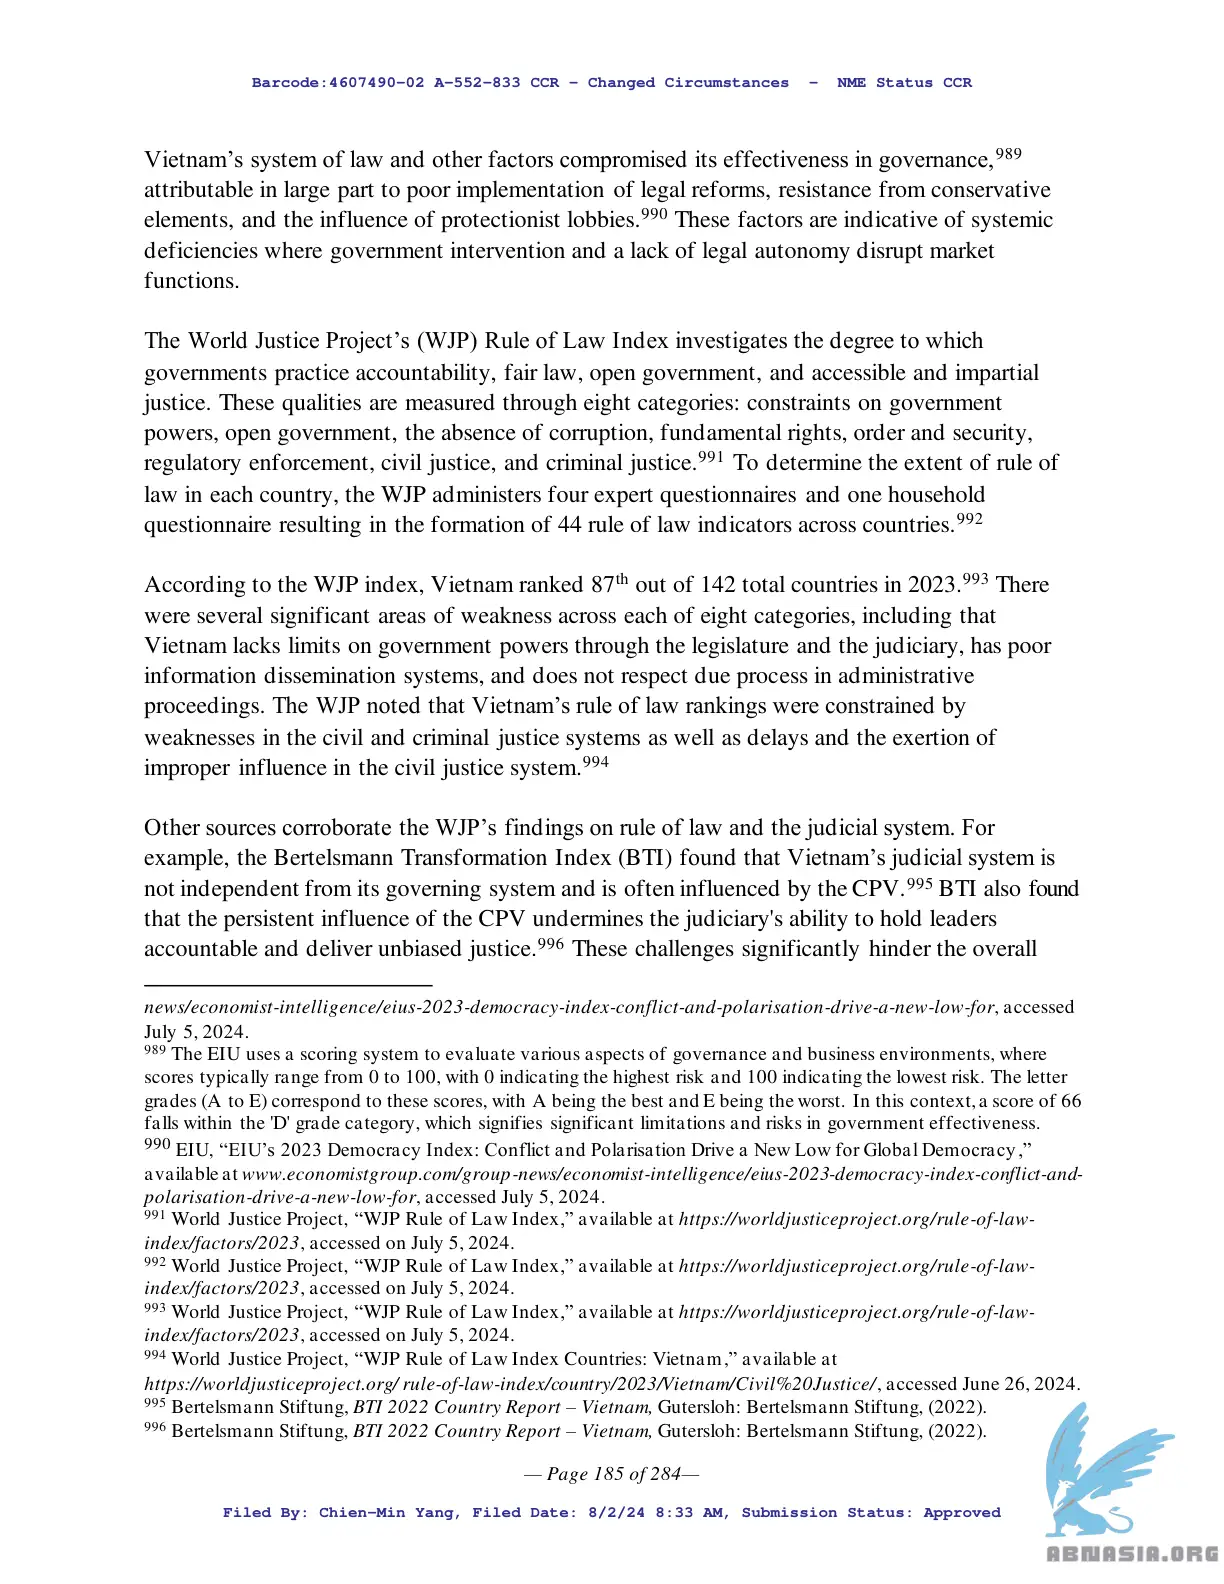 Barcode:4607490-02 A-552-833 CCR - Changed Circumstances - NME Status CCR
Vietnam’s system of law and other factors compromised its effectiveness in governance,989
attributable in large part to poor implementation of legal reforms, resistance from conservative
elements, and the influence of protectionist lobbies.990 These factors are indicative of systemic
deficiencies where government intervention and a lack of legal autonomy disrupt market
functions.
The World Justice Project’s (WJP) Rule of Law Index investigates the degree to which
governments practice accountability, fair law, open government, and accessible and impartial
justice. These qualities are measured through eight categories: constraints on government
powers, open government, the absence of corruption, fundamental rights, order and security,
regulatory enforcement, civil justice, and criminal justice.991 To determine the extent of rule of
law in each country, the WJP administers four expert questionnaires and one household
questionnaire resulting in the formation of 44 rule of law indicators across countries.992
According to the WJP index, Vietnam ranked 87th out of 142 total countries in 2023.993 There
were several significant areas of weakness across each of eight categories, including that
Vietnam lacks limits on government powers through the legislature and the judiciary, has poor
information dissemination systems, and does not respect due process in administrative
proceedings. The WJP noted that Vietnam’s rule of law rankings were constrained by
weaknesses in the civil and criminal justice systems as well as delays and the exertion of
improper influence in the civil justice system.994
Other sources corroborate the WJP’s findings on rule of law and the judicial system. For
example, the Bertelsmann Transformation Index (BTI) found that Vietnam’s judicial system is
not independent from its governing system and is often influenced by the CPV.995 BTI also found
that the persistent influence of the CPV undermines the judiciary's ability to hold leaders
accountable and deliver unbiased justice.996 These challenges significantly hinder the overall
news/economist-intelligence/eius-2023-democracy-index-conflict-and-polarisation-drive-a-new-low-for, accessed
July 5, 2024.
989 The EIU uses a scoring system to evaluate various aspects of governance and business environments, where
scores typically range from 0 to 100, with 0 indicating the highest risk and 100 indicating the lowest risk. The letter
grades (A to E) correspond to these scores, with A being the best and E being the worst. In this context, a score of 66
falls within the 'D' grade category, which signifies significant limitations and risks in government effectiveness.
990 EIU, “EIU’s 2023 Democracy Index: Conflict and Polarisation Drive a New Low for Global Democracy,”
available at www.economistgroup.com/group-news/economist-intelligence/eius-2023-democracy-index-conflict-and-
polarisation-drive-a-new-low-for, accessed July 5, 2024.
991 World Justice Project, “WJP Rule of Law Index,” available at https://worldjusticeproject.org/rule-of-law-
index/factors/2023, accessed on July 5, 2024.
992 World Justice Project, “WJP Rule of Law Index,” available at https://worldjusticeproject.org/rule-of-law-
index/factors/2023, accessed on July 5, 2024.
993 World Justice Project, “WJP Rule of Law Index,” available at https://worldjusticeproject.org/rule-of-law-
index/factors/2023, accessed on July 5, 2024.
994 World Justice Project, “WJP Rule of Law Index Countries: Vietnam,” available at
https://worldjusticeproject.org/ rule-of-law-index/country/2023/Vietnam/Civil%20Justice/, accessed June 26, 2024.
995 Bertelsmann Stiftung, BTI 2022 Country Report – Vietnam, Gutersloh: Bertelsmann Stiftung, (2022).
996 Bertelsmann Stiftung, BTI 2022 Country Report – Vietnam, Gutersloh: Bertelsmann Stiftung, (2022).
— Page 185 of 284—
Filed By: Chien-Min Yang, Filed Date: 8/2/24 8:33 AM, Submission Status: Approved
ABNASIA.ORG